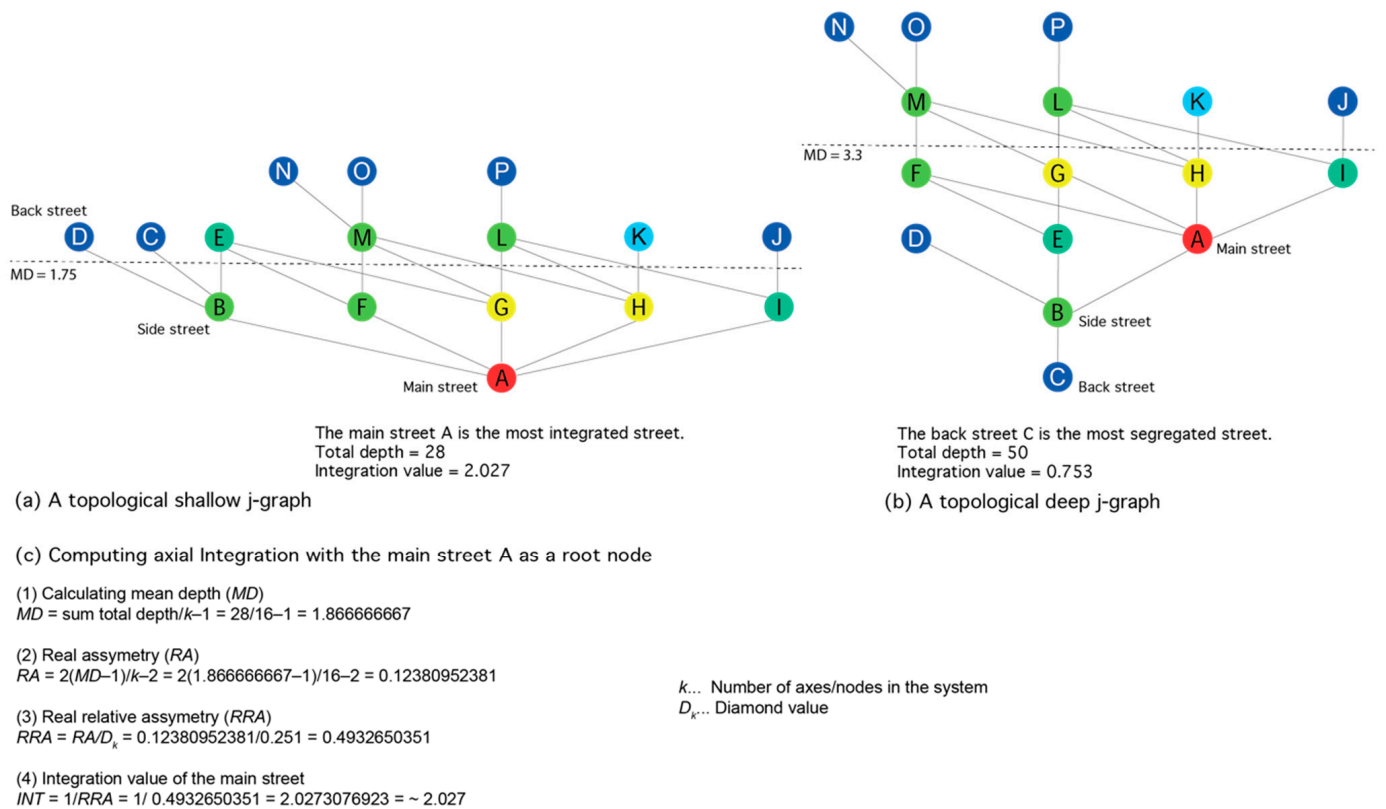 N O P
Back street
D C E M L K J
MD = 1.75
B F G H I
Side street
A
Main street
The main street A is the most integrated street.
Total depth = 28
Integration value = 2.027
(a) A topological shallow j-graph
N O P
M L K J
MD = 3.3
F G H I
D E A
Main street
B
Side street
C
Back street
The back street C is the most segregated street.
Total depth = 50
Integration value = 0.753
(b) A topological deep j-graph
(c) Computing axial Integration with the main street A as a root node
(1) Calculating mean depth (MD)
MD = sum total depth/k–1 = 28/16–1 = 1.866666667
(2) Real assymetry (RA)
RA = 2(MD–1)/k–2 = 2(1.866666667–1)/16–2 = 0.12380952381
(3) Real relative assymetry (RRA)
RRA = RA/Dk = 0.12380952381/0.251 = 0.4932650351
(4) Integration value of the main street
INT = 1/RRA = 1/ 0.4932650351 = 2.0273076923 = ~ 2.027
k... Number of axes/nodes in the system
Dk... Diamond value